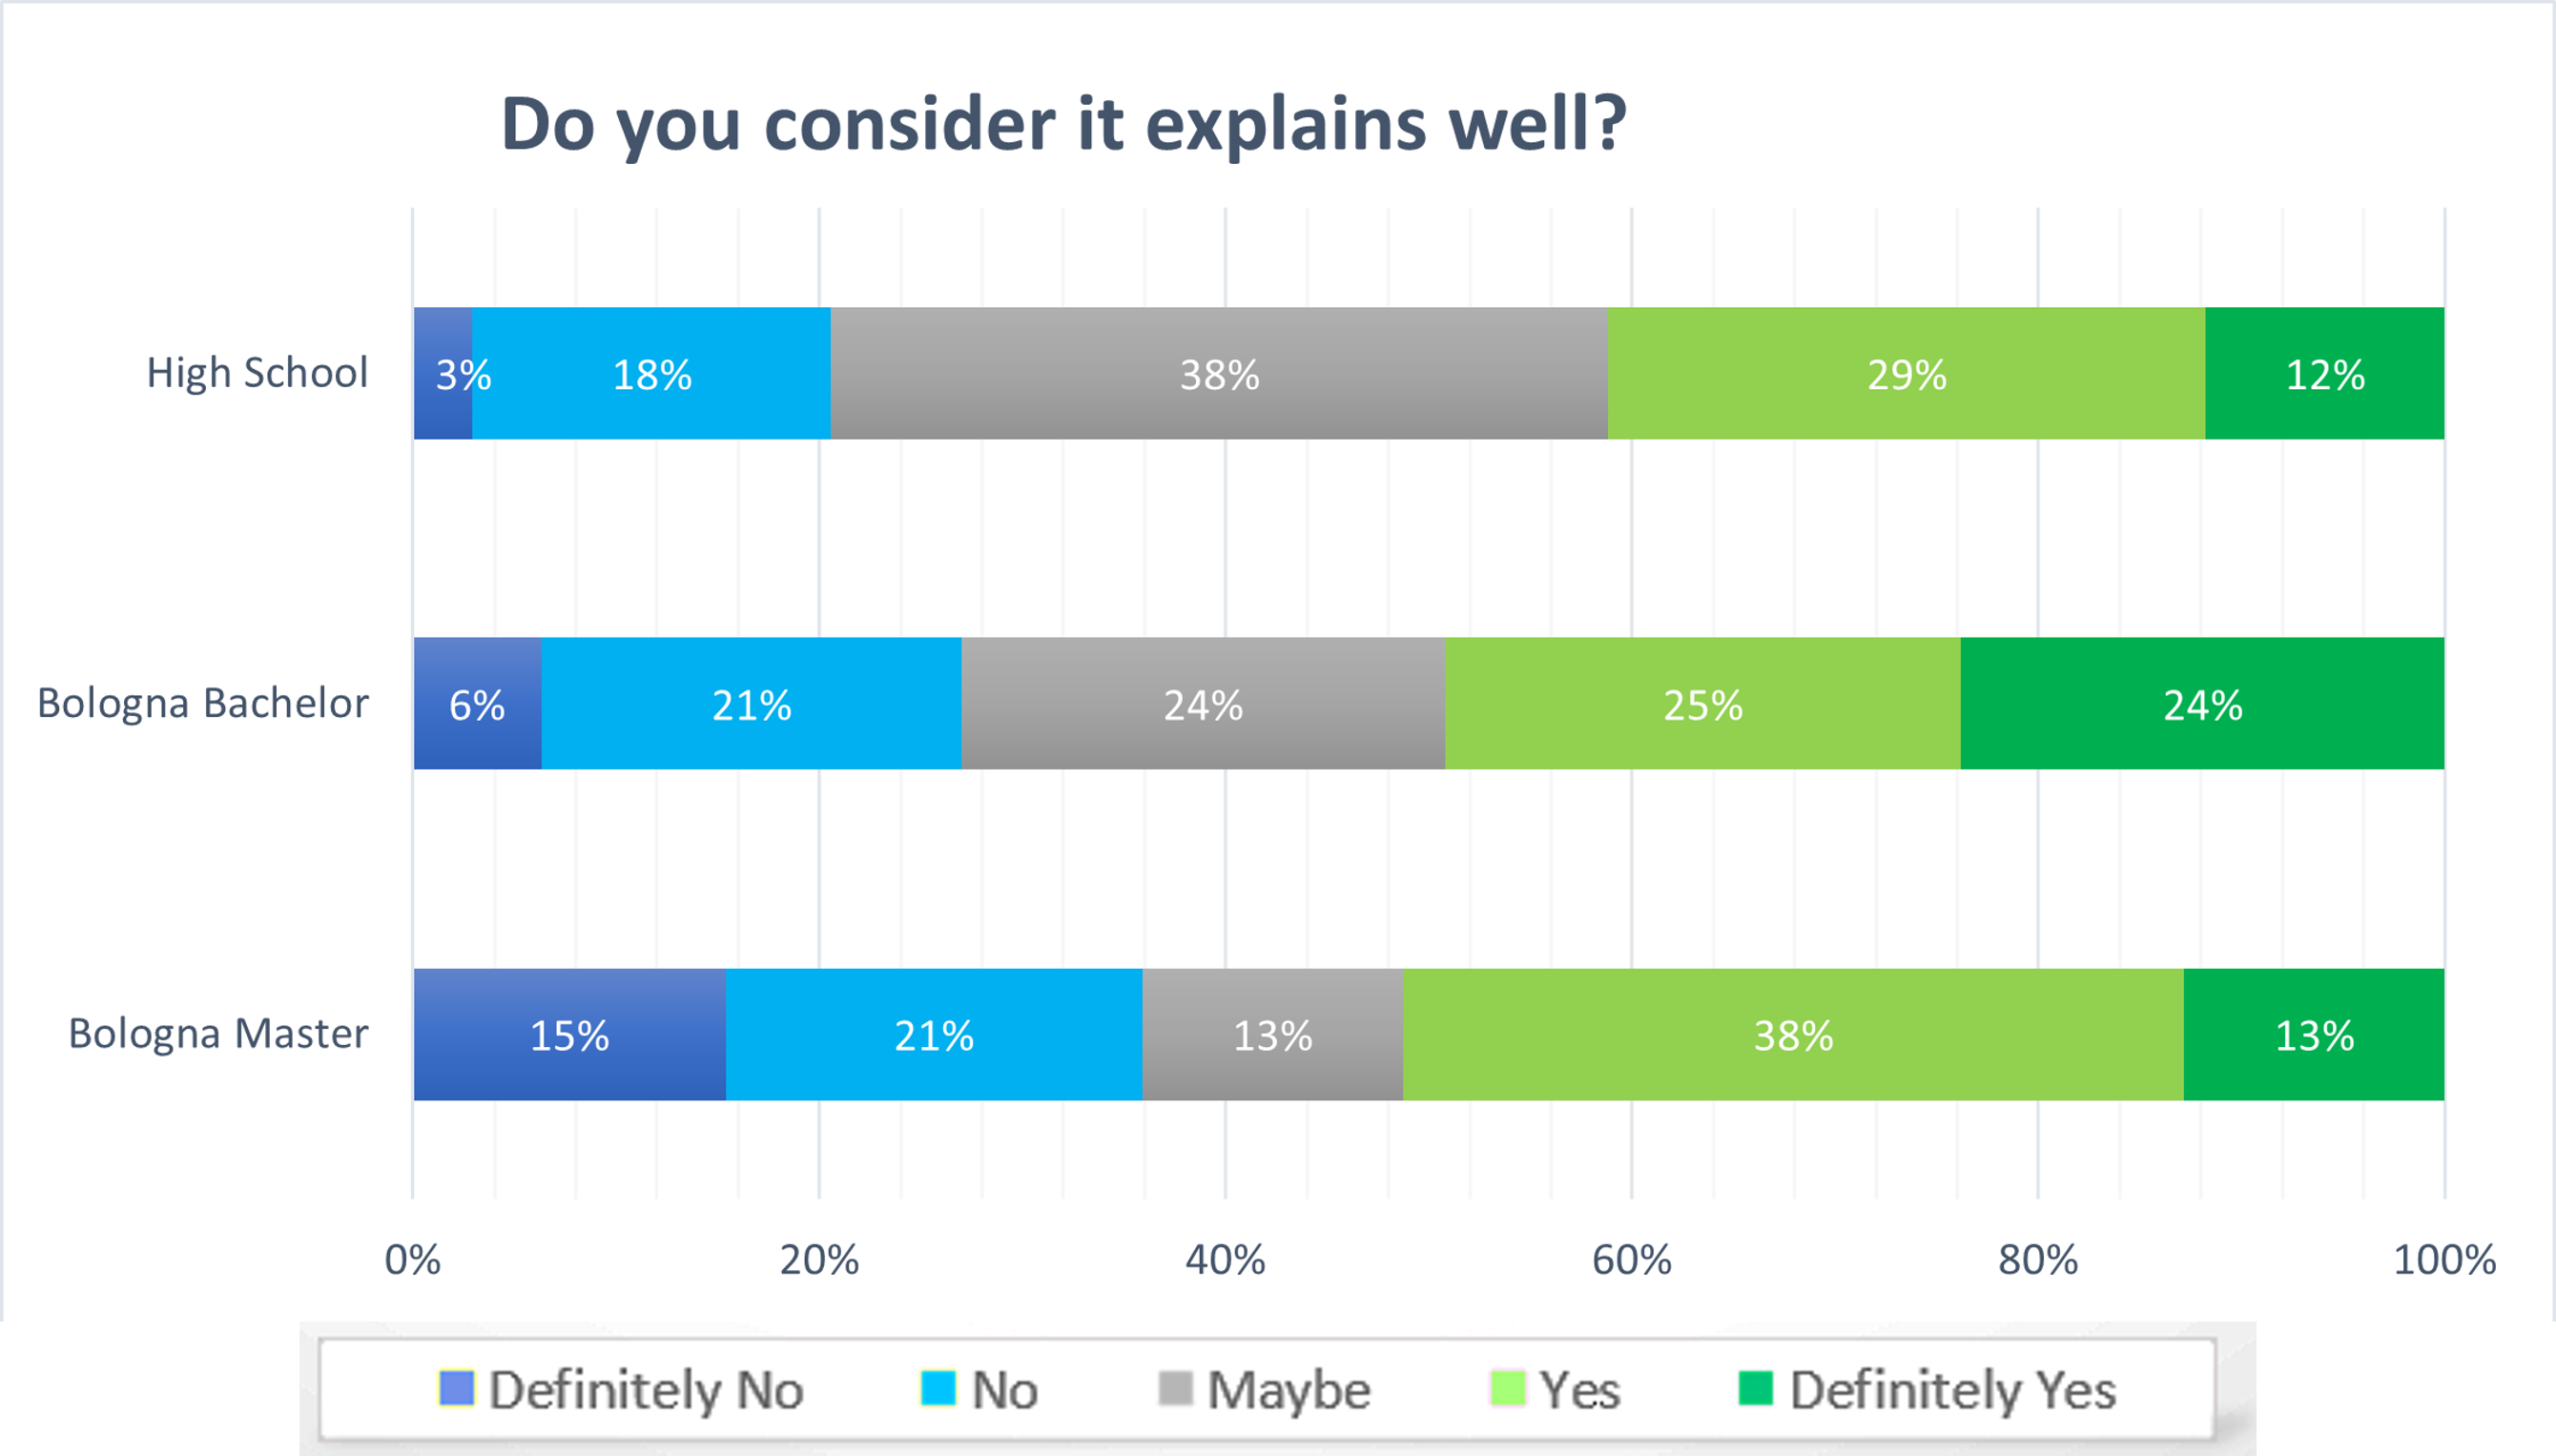 Do you consider it explains well?
High School 3% 18% 38% 29% 12%
Bologna Bachelor 6% 21% 24% 25% 24%
Bologna Master 15% 21% 13% 38% 13%
0% 20% 40% 60% 80% 100%
Definitely No No Maybe Yes Definitely Yes